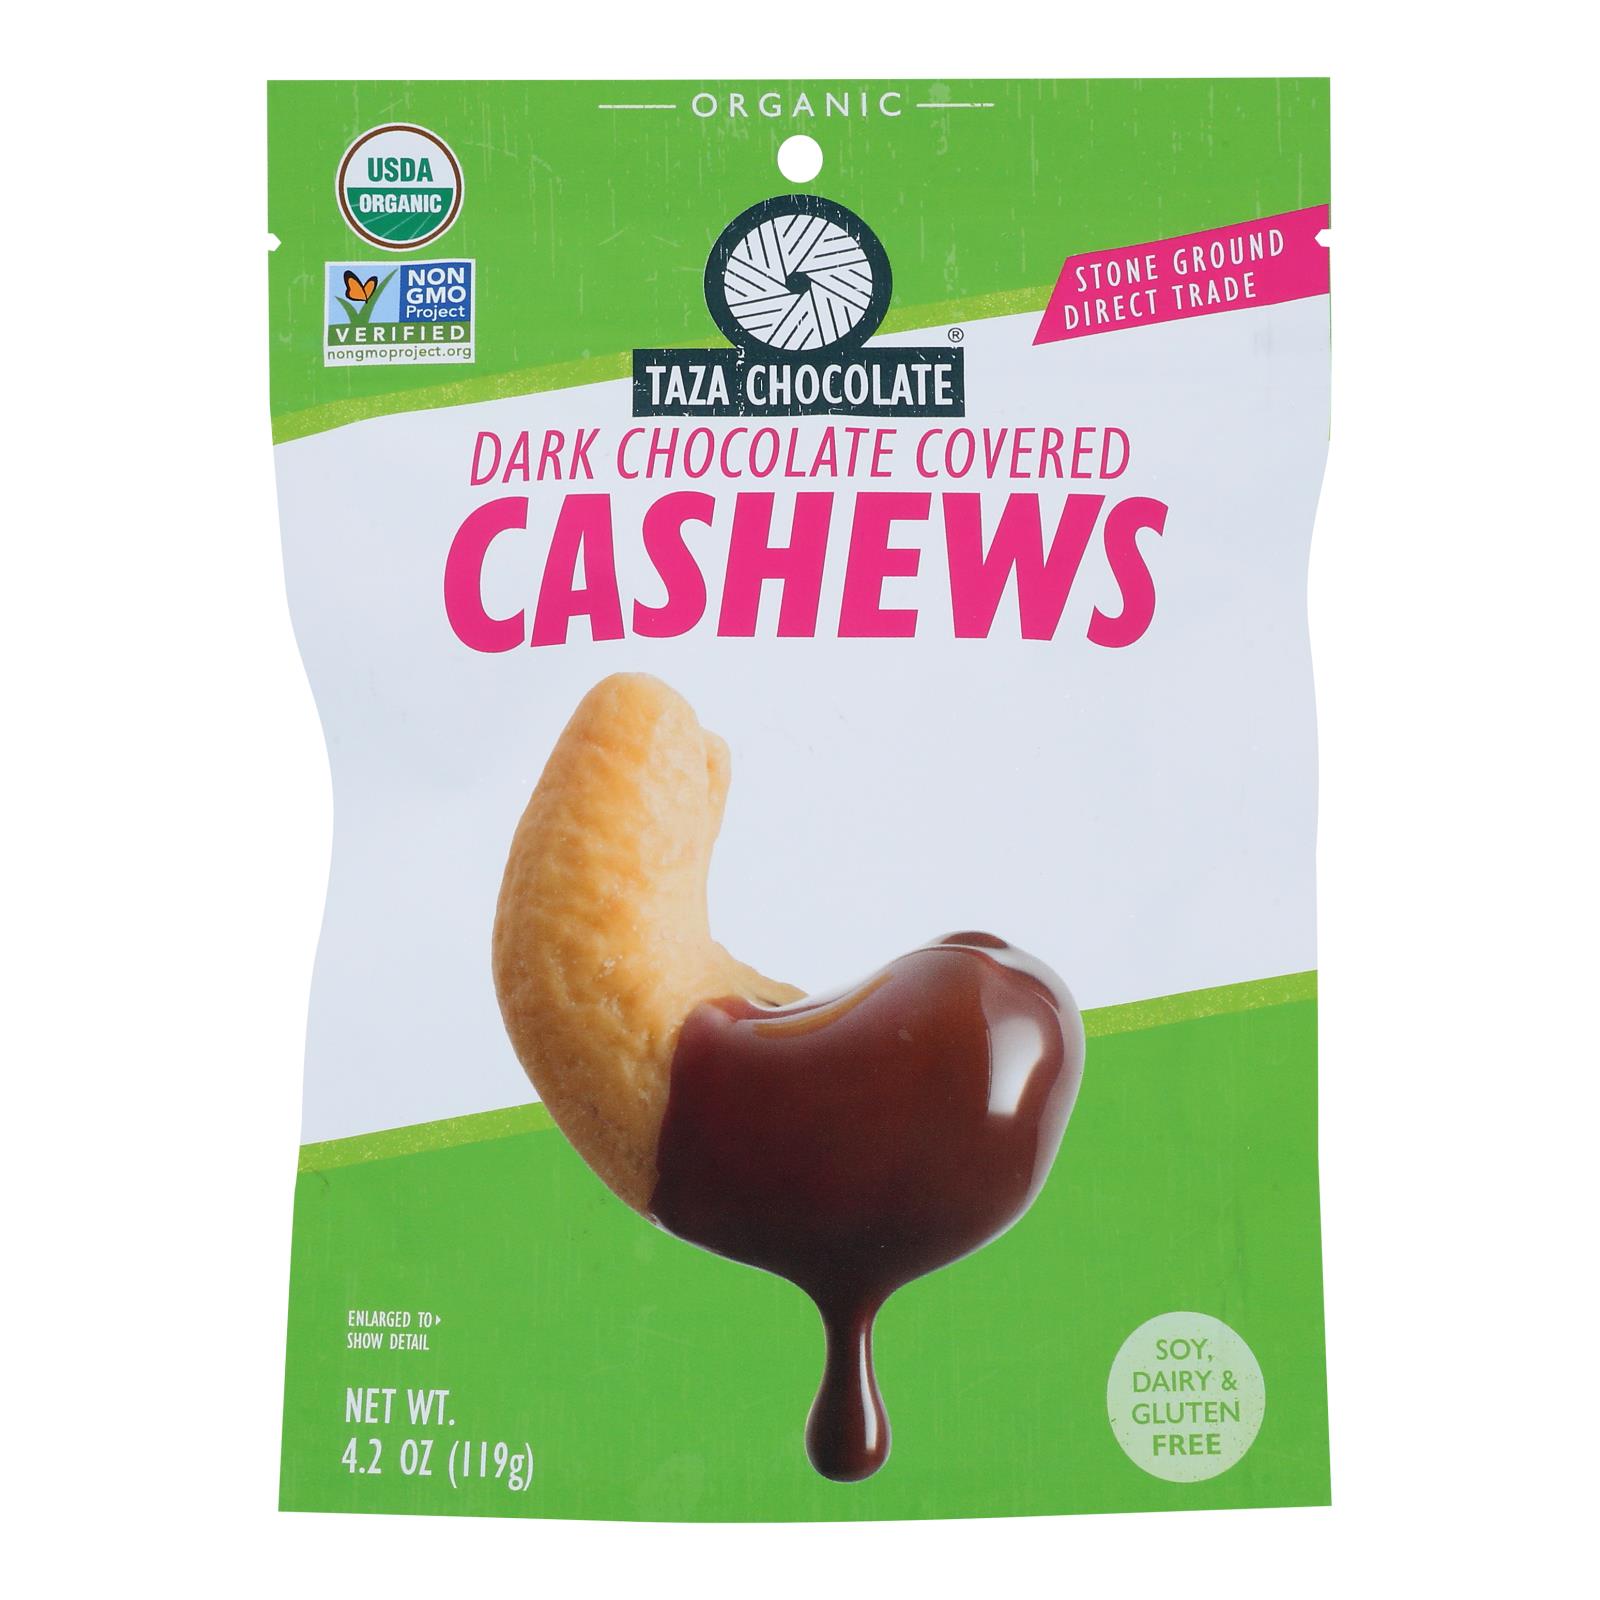 ORGANIC
USDA
ORGANIC
NON
GMO
Project
VERIFIED
nongmoproject.org
STONE GROUND
DIRECT TRADE
®
TAZA CHOCOLATE
DARK CHOCOLATE COVERED
CASHEWS
ENLARGED TO
SHOW DETAIL
NET WT.
4.2 OZ (119g)
SOY,
DAIRY &
GLUTEN
FREE